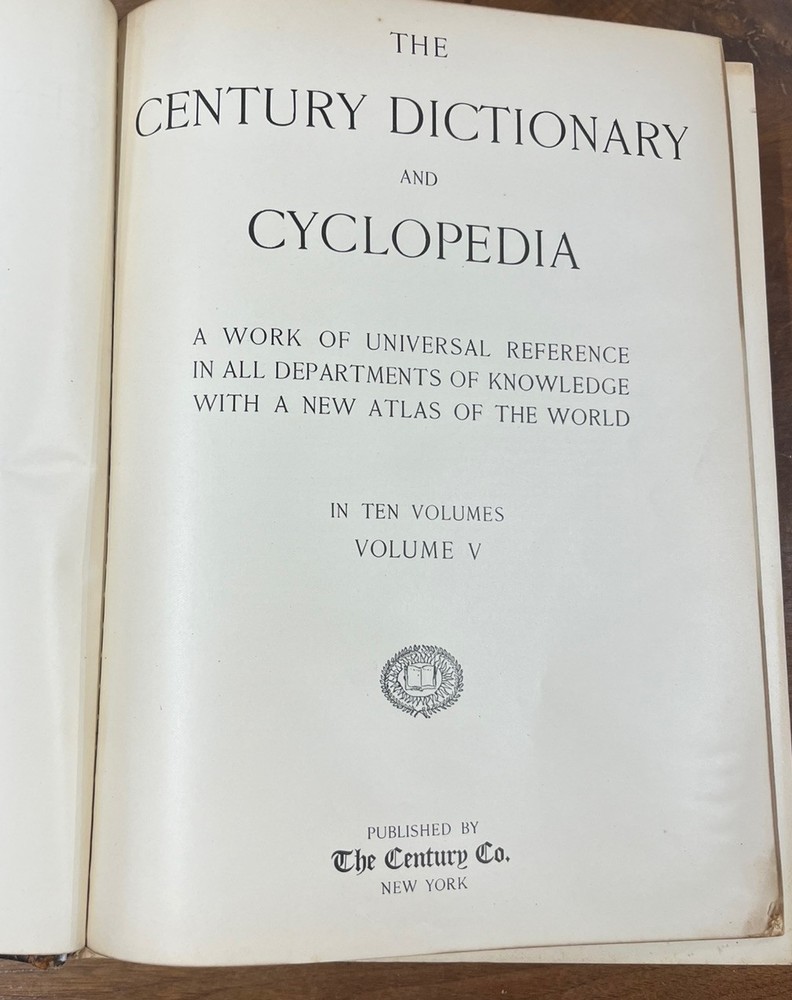 THE
CENTURY DICTIONARY
AND
CYCLOPEDIA
A WORK OF UNIVERSAL REFERENCE
IN ALL DEPARTMENTS OF KNOWLEDGE
WITH A NEW ATLAS OF THE WORLD
IN TEN VOLUMES
VOLUME V
PUBLISHED BY
The Century Co.
NEW YORK